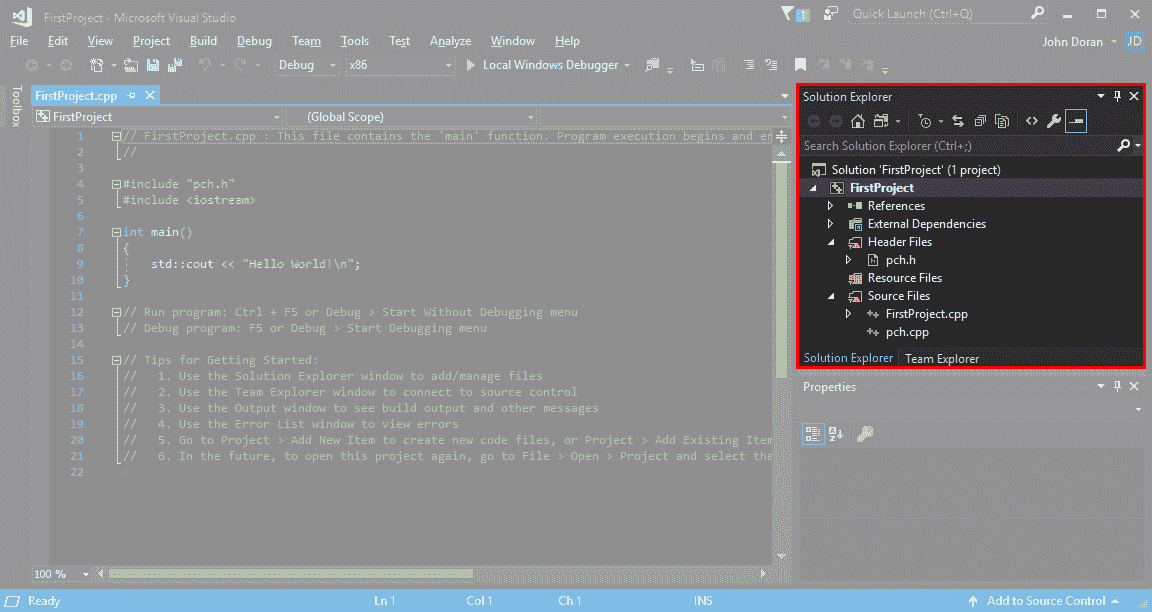 FirstProject - Microsoft Visual Studio
1
Quick Launch (Ctrl+Q)
File Edit View Project Build Debug Team Tools Test Analyze Window Help
John Doran JD
Debug x86 Local Windows Debugger
Toolbox
FirstProject.cpp
FirstProject (Global Scope)
1 // FirstProject.cpp : This file contains the 'main' function. Program execution begins and
2 //
3
4 #include "pch.h"
5 #include <iostream>
6
7 int main()
8 {
9 std::cout << "Hello World!\n";
10 }
11
12 // Run program: Ctrl + F5 or Debug > Start Without Debugging menu
13 // Debug program: F5 or Debug > Start Debugging menu
14
15 // Tips for Getting Started:
16 // 1. Use the Solution Explorer window to add/manage files
17 // 2. Use the Team Explorer window to connect to source control
18 // 3. Use the Output window to see build output and other messages
19 // 4. Use the Error List window to view errors
20 // 5. Go to Project > Add New Item to create new code files, or Project > Add Existing Item
21 // 6. In the future, to open this project again, go to File > Open > Project and select the
22
100 %
Solution Explorer
Search Solution Explorer (Ctrl+;)
Solution 'FirstProject' (1 project)
FirstProject
References
External Dependencies
Header Files
pch.h
Resource Files
Source Files
FirstProject.cpp
pch.cpp
Solution Explorer Team Explorer
Properties
Ready Ln 1 Col 1 Ch 1 INS Add to Source Control